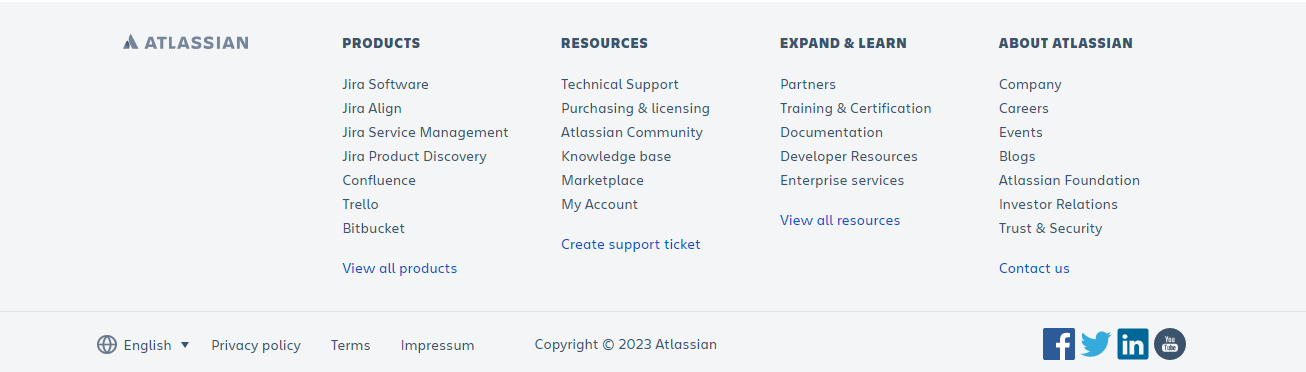 ATLASSIAN
PRODUCTS
Jira Software
Jira Align
Jira Service Management
Jira Product Discovery
Confluence
Trello
Bitbucket
View all products
RESOURCES
Technical Support
Purchasing & licensing
Atlassian Community
Knowledge base
Marketplace
My Account
Create support ticket
EXPAND & LEARN
Partners
Training & Certification
Documentation
Developer Resources
Enterprise services
View all resources
ABOUT ATLASSIAN
Company
Careers
Events
Blogs
Atlassian Foundation
Investor Relations
Trust & Security
Contact us
English Privacy policy Terms Impressum Copyright © 2023 Atlassian
You
Tube